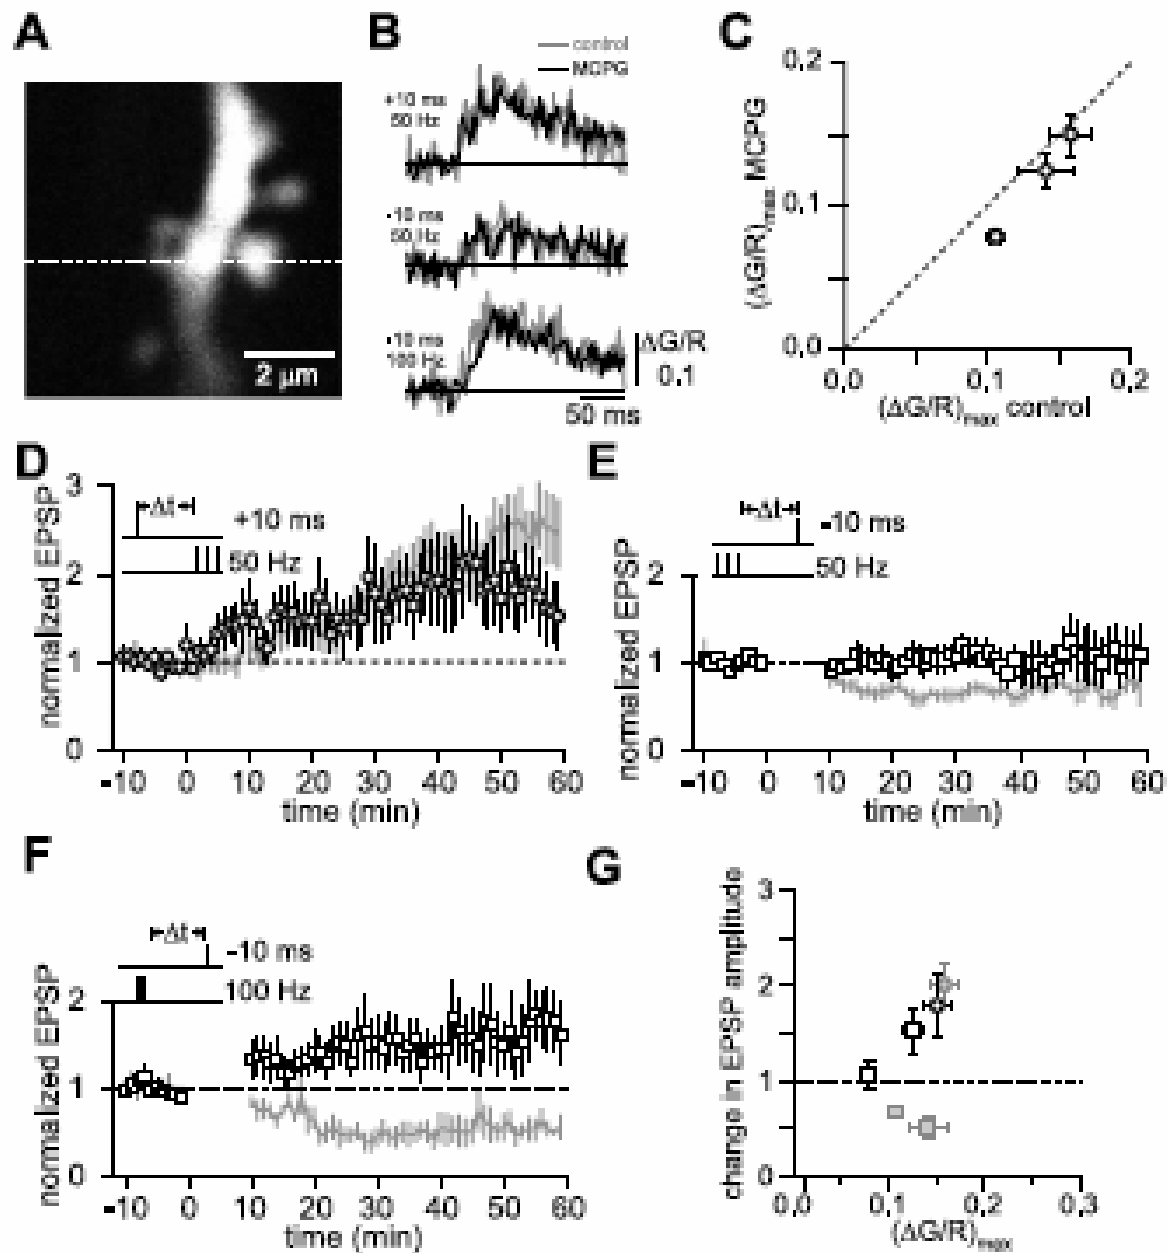 A
2 μm
B
control
MCPG
+10 ms
50 Hz
-10 ms
50 Hz
-10 ms
100 Hz
ΔG/R
0.1
50 ms
C
0.2
0.1
0.0
(ΔG/R)max MCPG
0.0
0.1
0.2
(ΔG/R)max control
D
3
2
1
0
normalized EPSP
Δt
+10 ms
50 Hz
-10 0 10 20 30 40 50 60
time (min)
E
2
1
0
normalized EPSP
Δt
-10 ms
50 Hz
-10 0 10 20 30 40 50 60
time (min)
F
2
1
0
normalized EPSP
Δt
-10 ms
100 Hz
-10 0 10 20 30 40 50 60
time (min)
G
3
2
1
0
change in EPSP amplitude
0.0 0.1 0.2 0.3
(ΔG/R)max